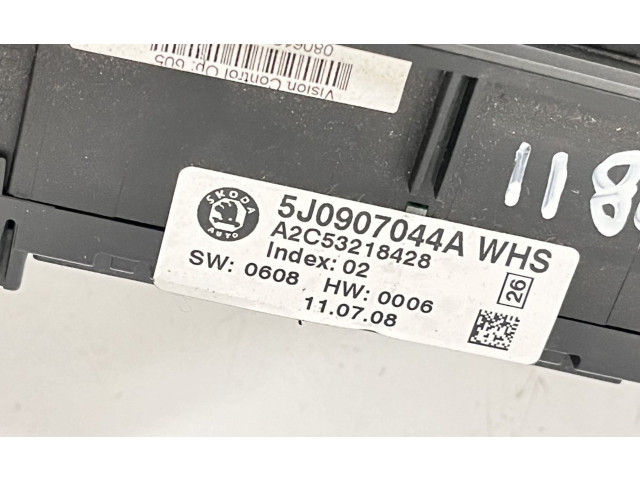 Vision Control Op: 605
SKODA
AUTO
5J0907044A WHS
A2C53218428
Index: 02
SW: 0608 HW: 0006
26
11.07.08